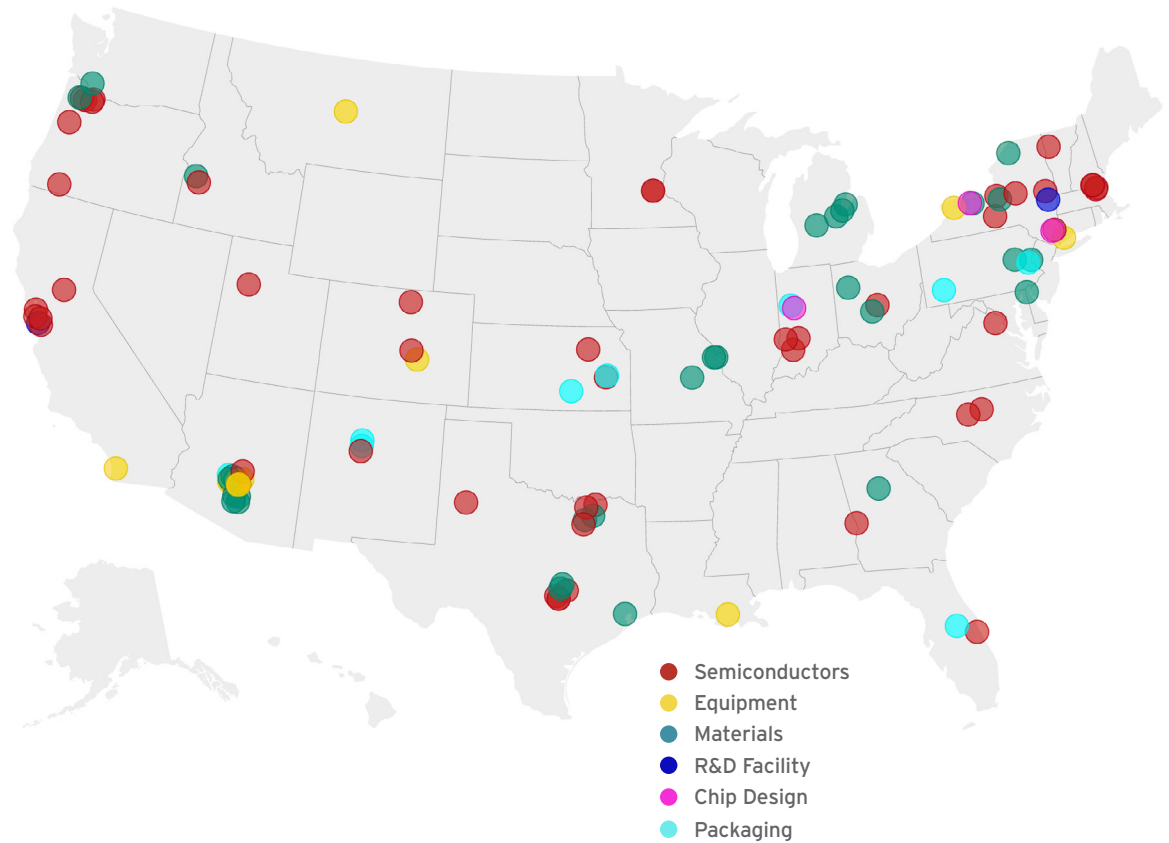 Semiconductors
Equipment
Materials
R&D Facility
Chip Design
Packaging